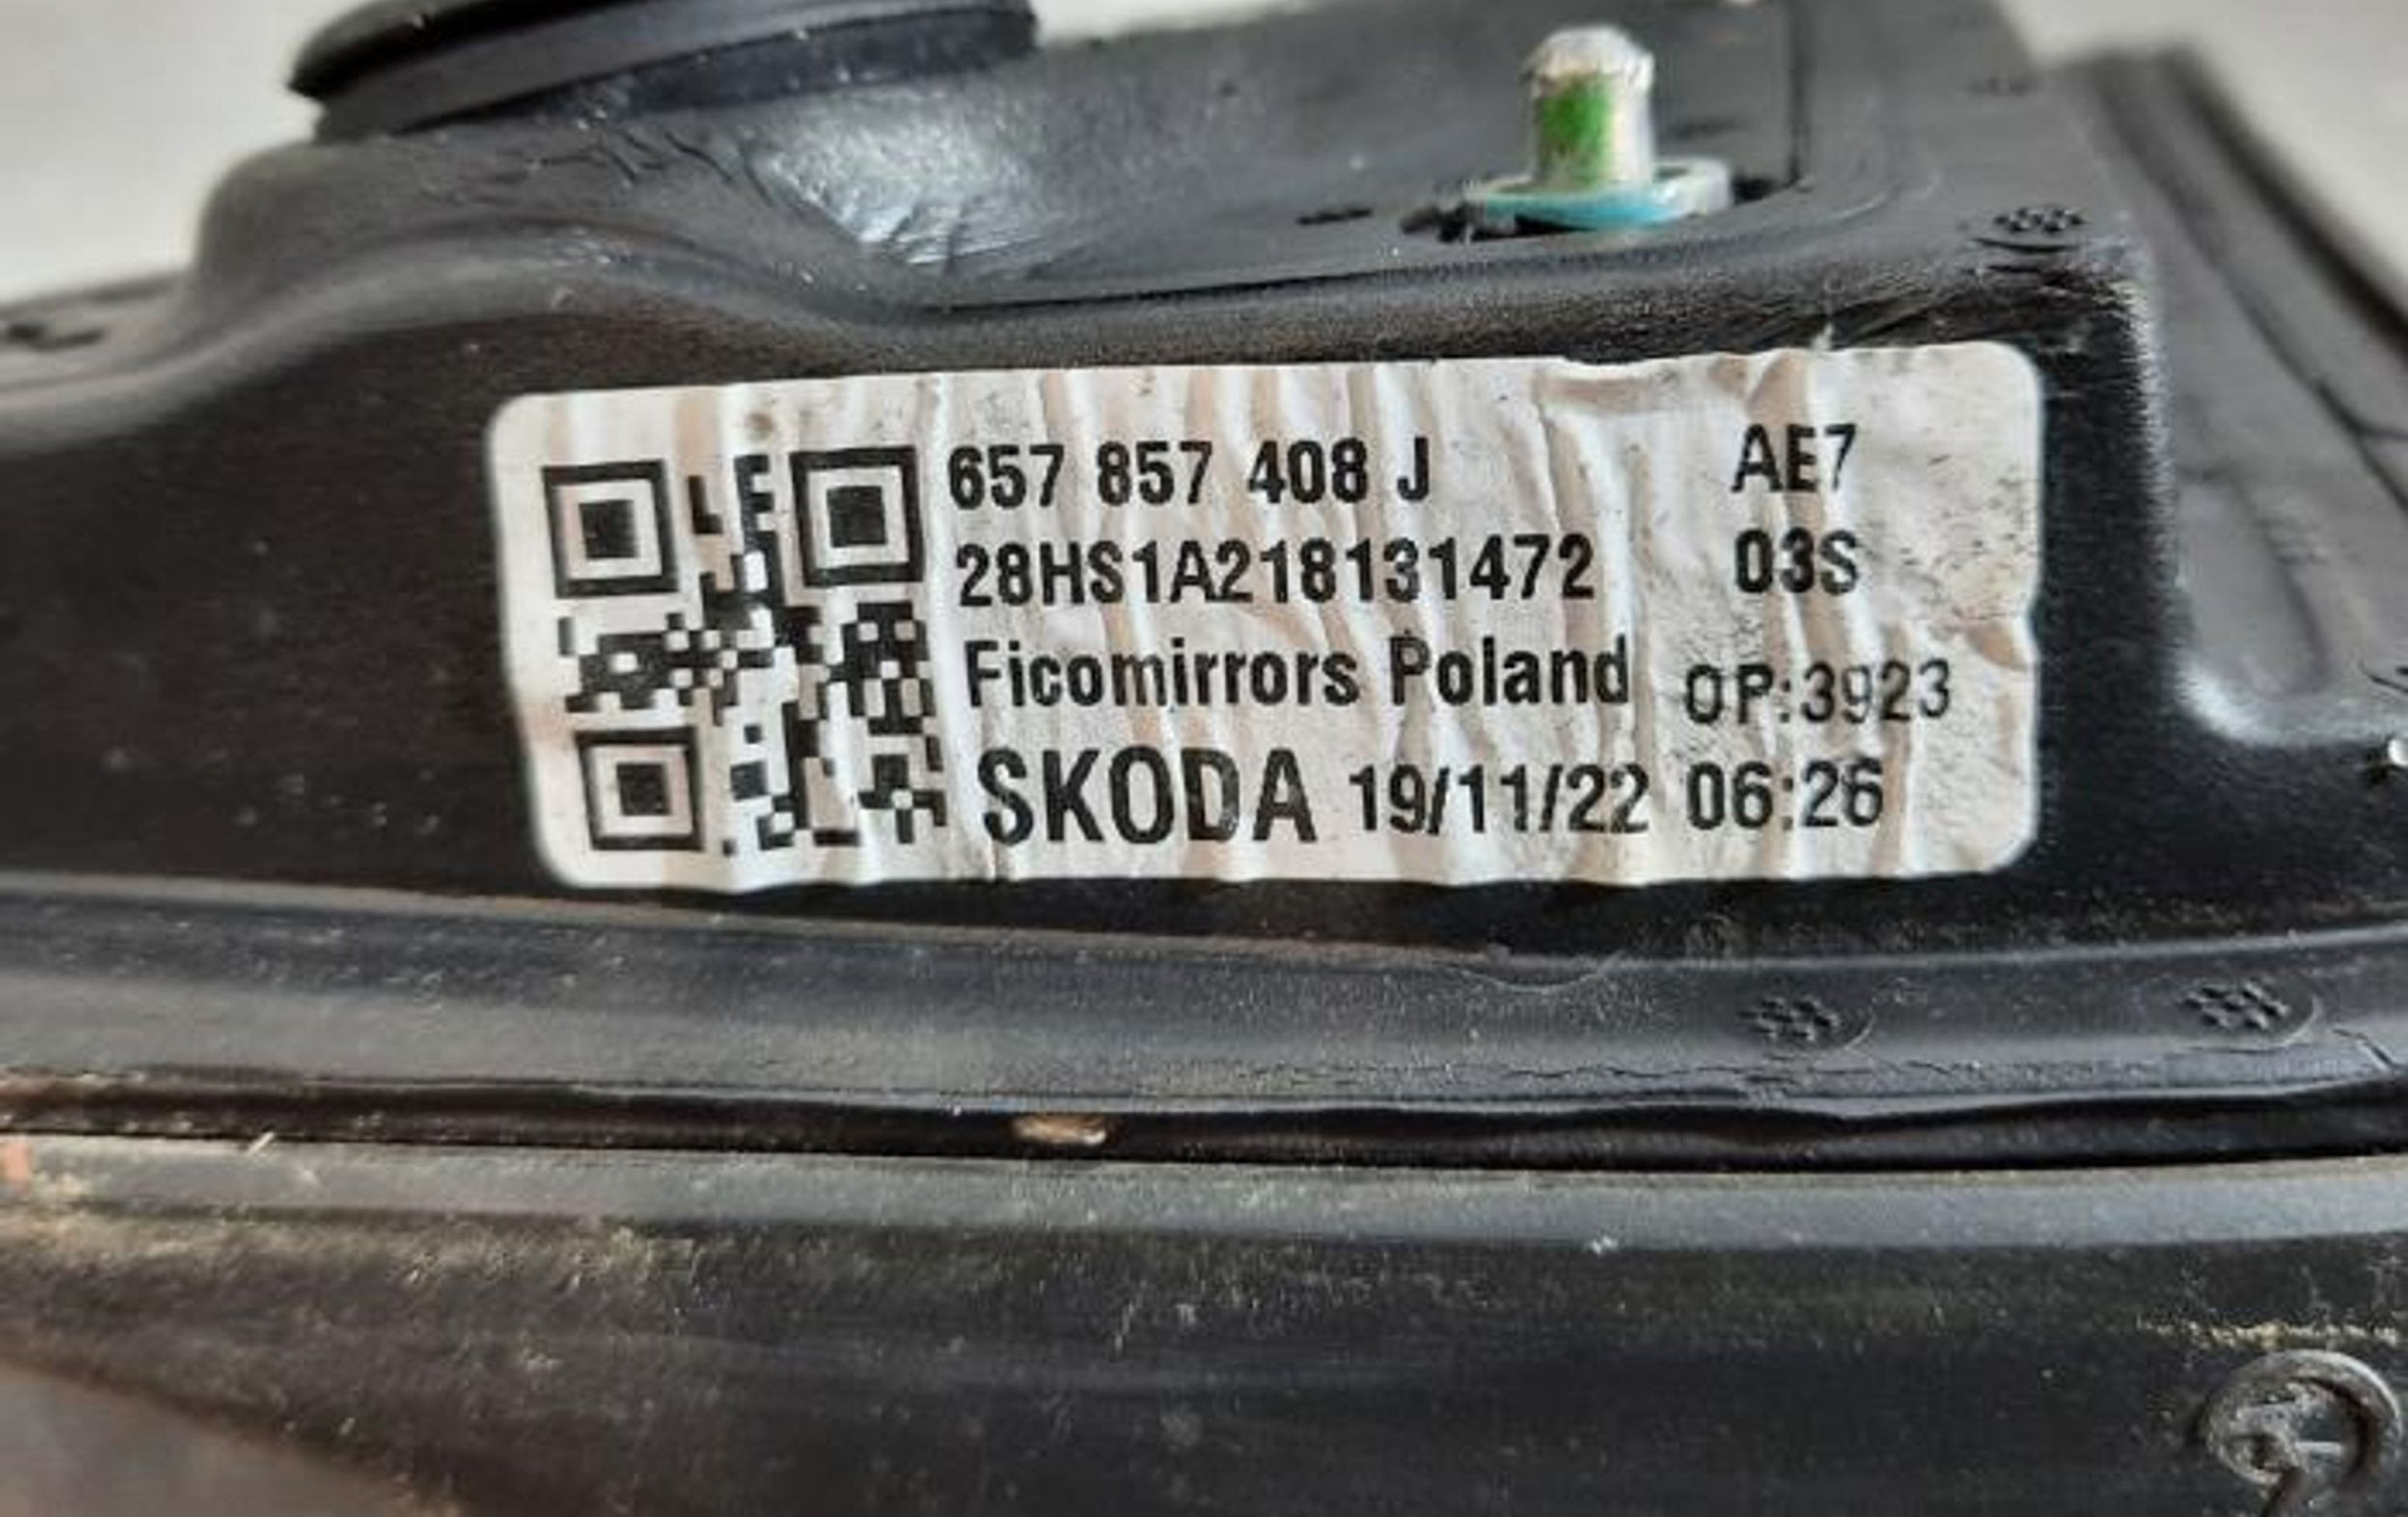 657 857 408 J AE7
28HS1A218131472 03S
Ficomirrors Poland OP:3923
SKODA 19/11/22 06:26